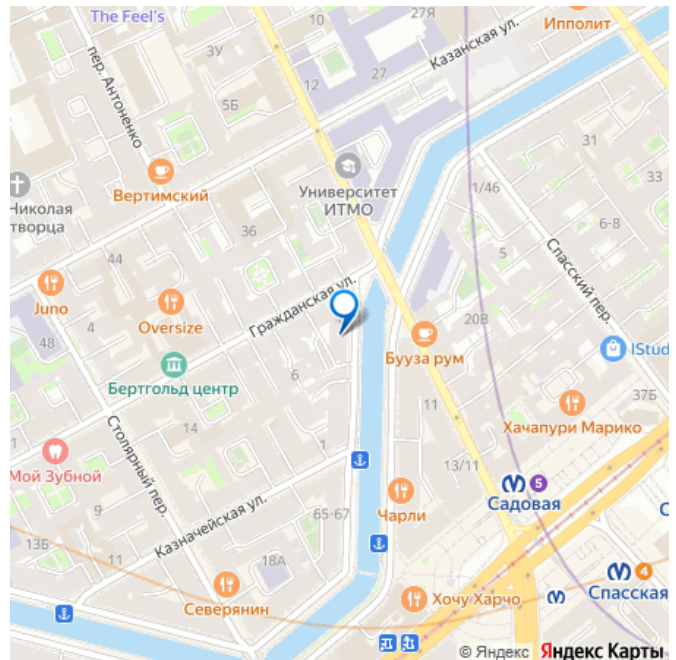 The Feel's
10
27Я
Ипполит
Казанская ул.
3У
27
12
5Б
пер. Антоненко
31
Вертимский
Университет
ИТМО
1/46
33
Николая
творца
6-8
36
5
44
Спасский пер.
Гражданская ул.
Juno
Oversize
20В
4
48
Бууза рум
IStud
Бертгольд центр
6
37Б
11
Хачапури Марико
14
Столярный пер.
1
Мой Зубной
13/11
5
Садовая
С
Чарли
65-67
Казначейская ул.
13Б
9
11
18А
4
Северянин
Хочу Харчо
Спасская
© Яндекс Яндекс Карты